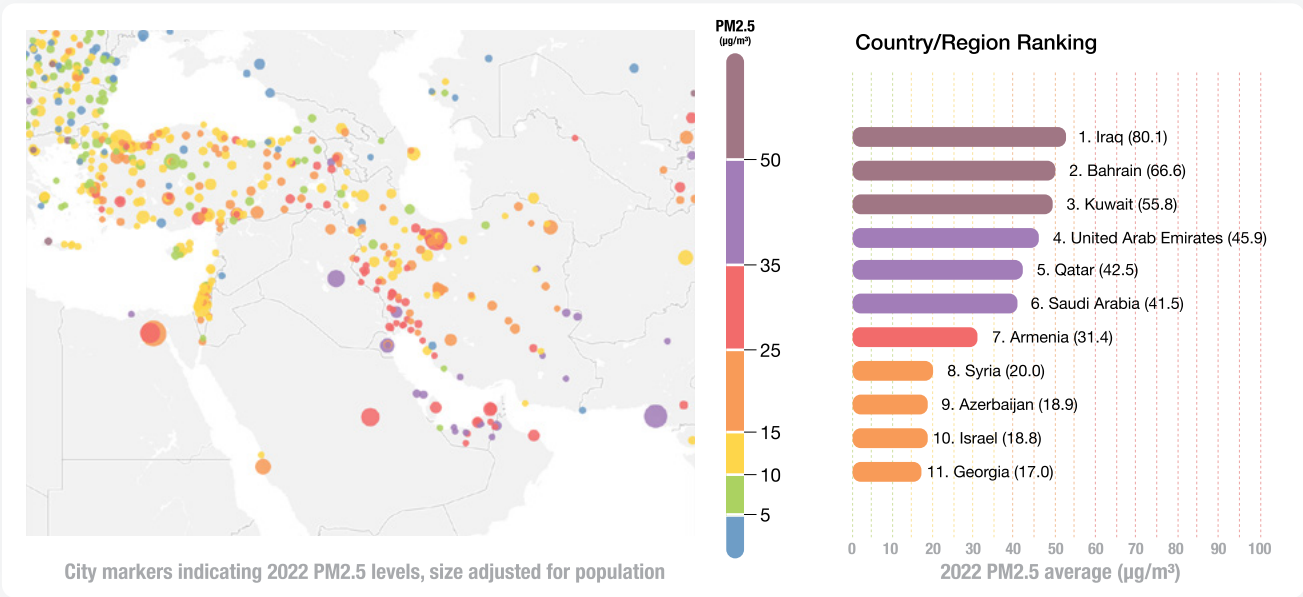 PM2.5
(µg/m³)
50
35
25
15
10
5
City markers indicating 2022 PM2.5 levels, size adjusted for population
Country/Region Ranking
1. Iraq (80.1)
2. Bahrain (66.6)
3. Kuwait (55.8)
4. United Arab Emirates (45.9)
5. Qatar (42.5)
6. Saudi Arabia (41.5)
7. Armenia (31.4)
8. Syria (20.0)
9. Azerbaijan (18.9)
10. Israel (18.8)
11. Georgia (17.0)
0 10 20 30 40 50 60 70 80 90 100
2022 PM2.5 average (µg/m³)